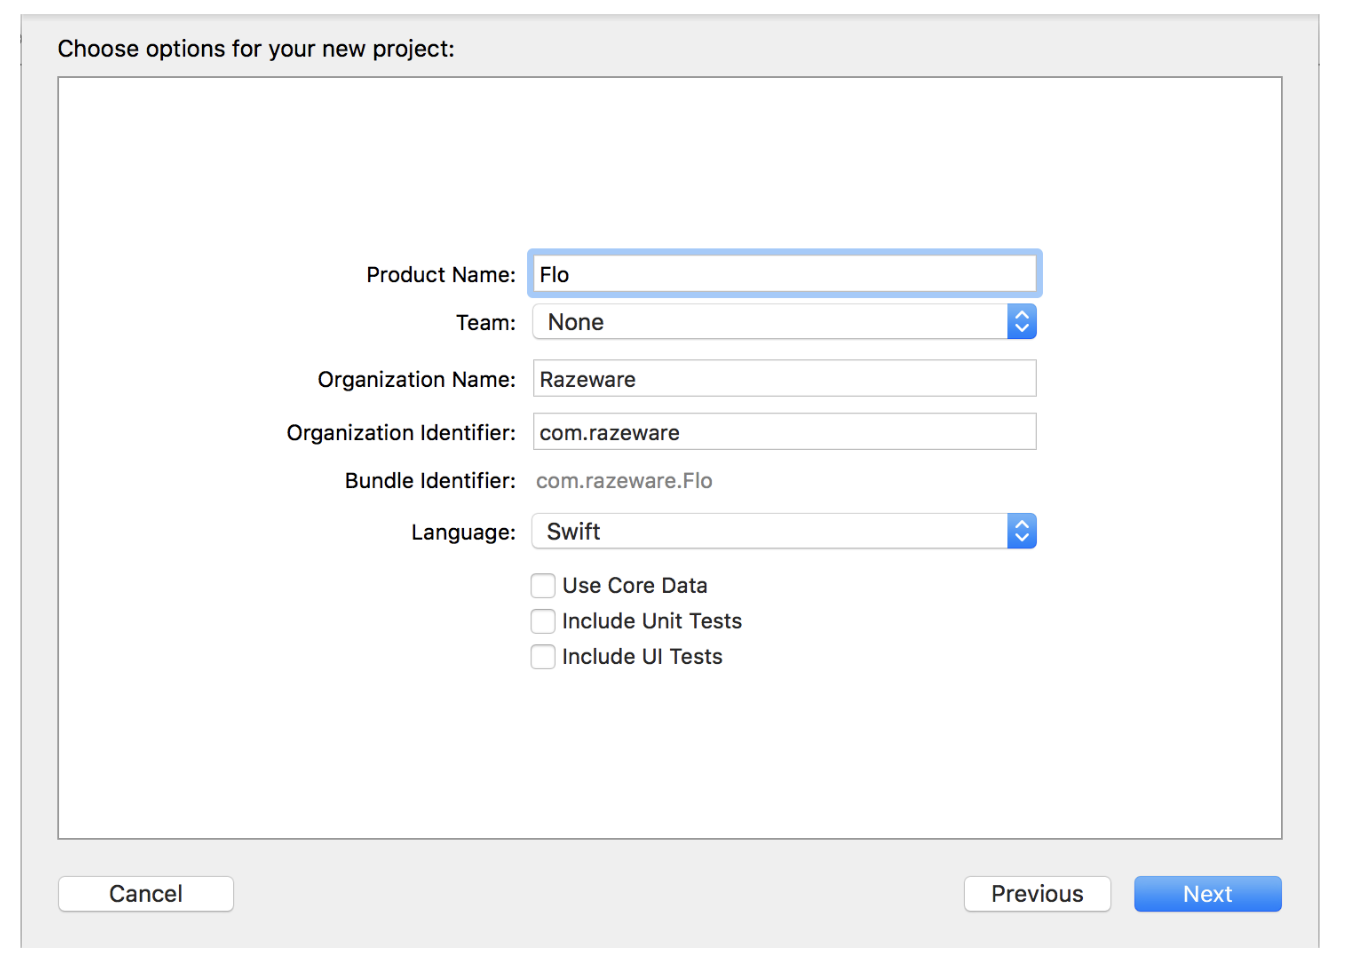 Choose options for your new project:
Product Name: Flo
Team: None
Organization Name: Razeware
Organization Identifier: com.razeware
Bundle Identifier: com.razeware.Flo
Language: Swift
Use Core Data
Include Unit Tests
Include UI Tests
Cancel Previous Next